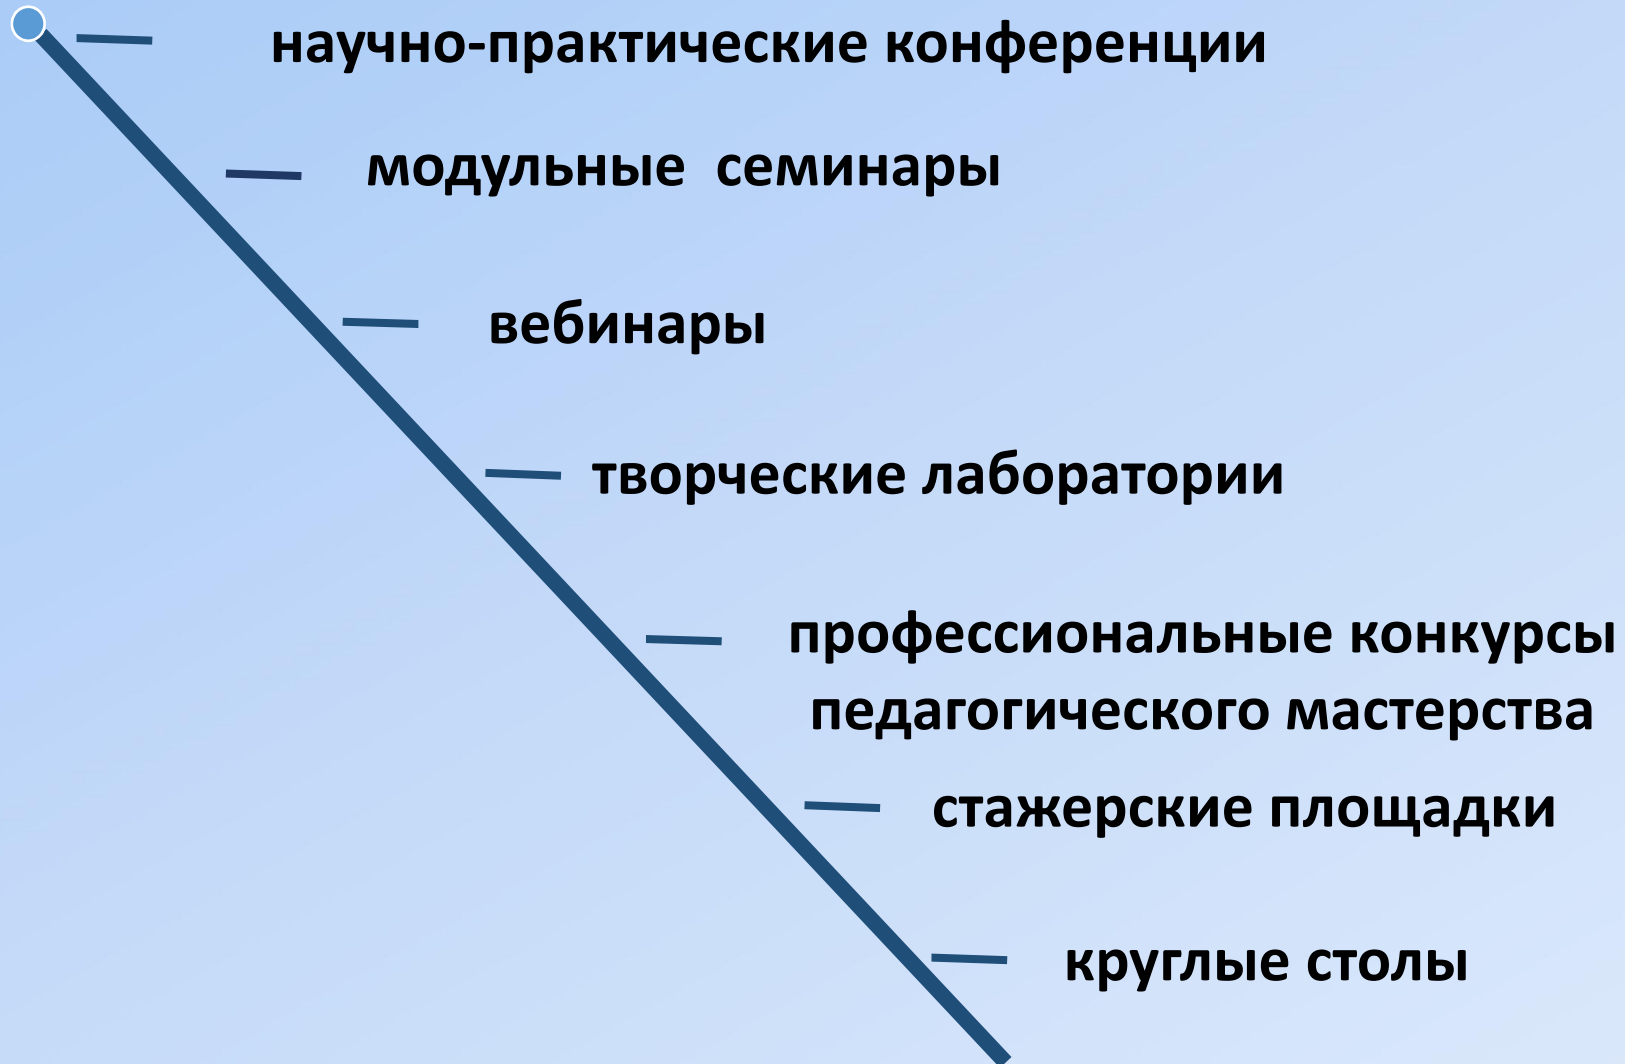 научно-практические конференции
модульные  семинары
вебинары
творческие лаборатории
профессиональные конкурсы
педагогического мастерства
стажерские площадки
круглые столы